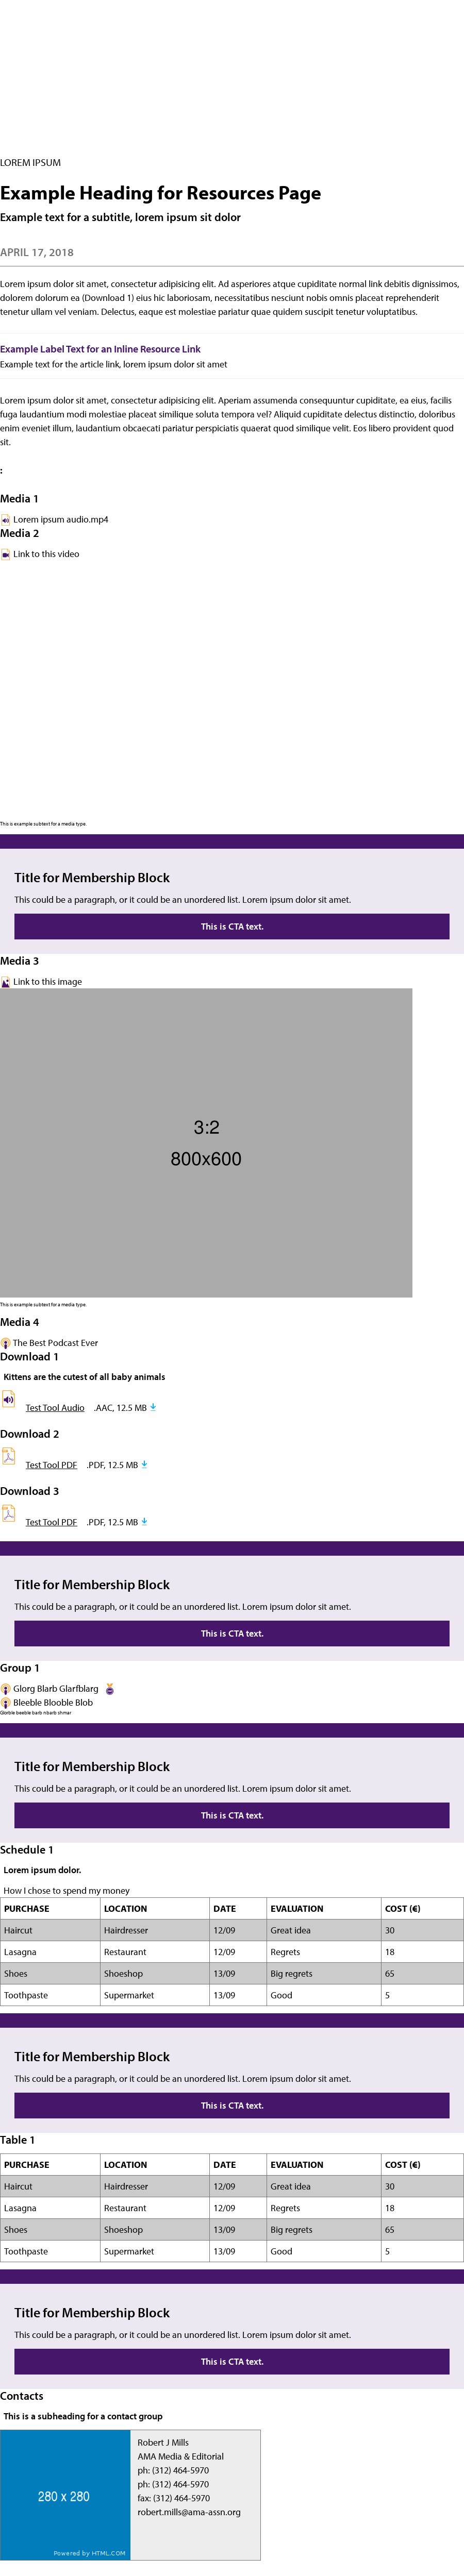 LOREM IPSUM
Example Heading for Resources Page
Example text for a subtitle, lorem ipsum sit dolor
APRIL 17, 2018
Lorem ipsum dolor sit amet, consectetur adipisicing elit. Ad asperiores atque cupiditate normal link debitis dignissimos,
dolorem dolorum ea (Download 1) eius hic laboriosam, necessitatibus nesciunt nobis omnis placeat reprehenderit
tenetur ullam vel veniam. Delectus, eaque est molestiae pariatur quae quidem suscipit tenetur voluptatibus.
Example Label Text for an Inline Resource Link
Example text for the article link, lorem ipsum dolor sit amet
Lorem ipsum dolor sit amet, consectetur adipisicing elit. Aperiam assumenda consequuntur cupiditate, ea eius, facilis
fuga laudantium modi molestiae placeat similique soluta tempora vel? Aliquid cupiditate delectus distinctio, doloribus
enim eveniet illum, laudantium obcaecati pariatur perspiciatis quaerat quod similique velit. Eos libero provident quod
sit.
:
Media 1
Lorem ipsum audio.mp4
Media 2
Link to this video
This is example subtext for a media type.
Title for Membership Block
This could be a paragraph, or it could be an unordered list. Lorem ipsum dolor sit amet.
This is CTA text.
Media 3
Link to this image
3:2
800x600
This is example subtext for a media type.
Media 4
The Best Podcast Ever
Download 1
Kittens are the cutest of all baby animals
Test Tool Audio .AAC, 12.5 MB
Download 2
Test Tool PDF .PDF, 12.5 MB
Download 3
Test Tool PDF .PDF, 12.5 MB
Title for Membership Block
This could be a paragraph, or it could be an unordered list. Lorem ipsum dolor sit amet.
This is CTA text.
Group 1
Glorg Blarb Glarfblarg
Bleeble Blooble Blob
Glorble beeble barb nbarb shmar
Title for Membership Block
This could be a paragraph, or it could be an unordered list. Lorem ipsum dolor sit amet.
This is CTA text.
Schedule 1
Lorem ipsum dolor.
How I chose to spend my money
PURCHASE LOCATION DATE EVALUATION COST (€)
Haircut Hairdresser 12/09 Great idea 30
Lasagna Restaurant 12/09 Regrets 18
Shoes Shoeshop 13/09 Big regrets 65
Toothpaste Supermarket 13/09 Good 5
Title for Membership Block
This could be a paragraph, or it could be an unordered list. Lorem ipsum dolor sit amet.
This is CTA text.
Table 1
PURCHASE LOCATION DATE EVALUATION COST (€)
Haircut Hairdresser 12/09 Great idea 30
Lasagna Restaurant 12/09 Regrets 18
Shoes Shoeshop 13/09 Big regrets 65
Toothpaste Supermarket 13/09 Good 5
Title for Membership Block
This could be a paragraph, or it could be an unordered list. Lorem ipsum dolor sit amet.
This is CTA text.
Contacts
This is a subheading for a contact group
280 x 280
Powered by HTML.COM
Robert J Mills
AMA Media & Editorial
ph: (312) 464-5970
ph: (312) 464-5970
fax: (312) 464-5970
robert.mills@ama-assn.org